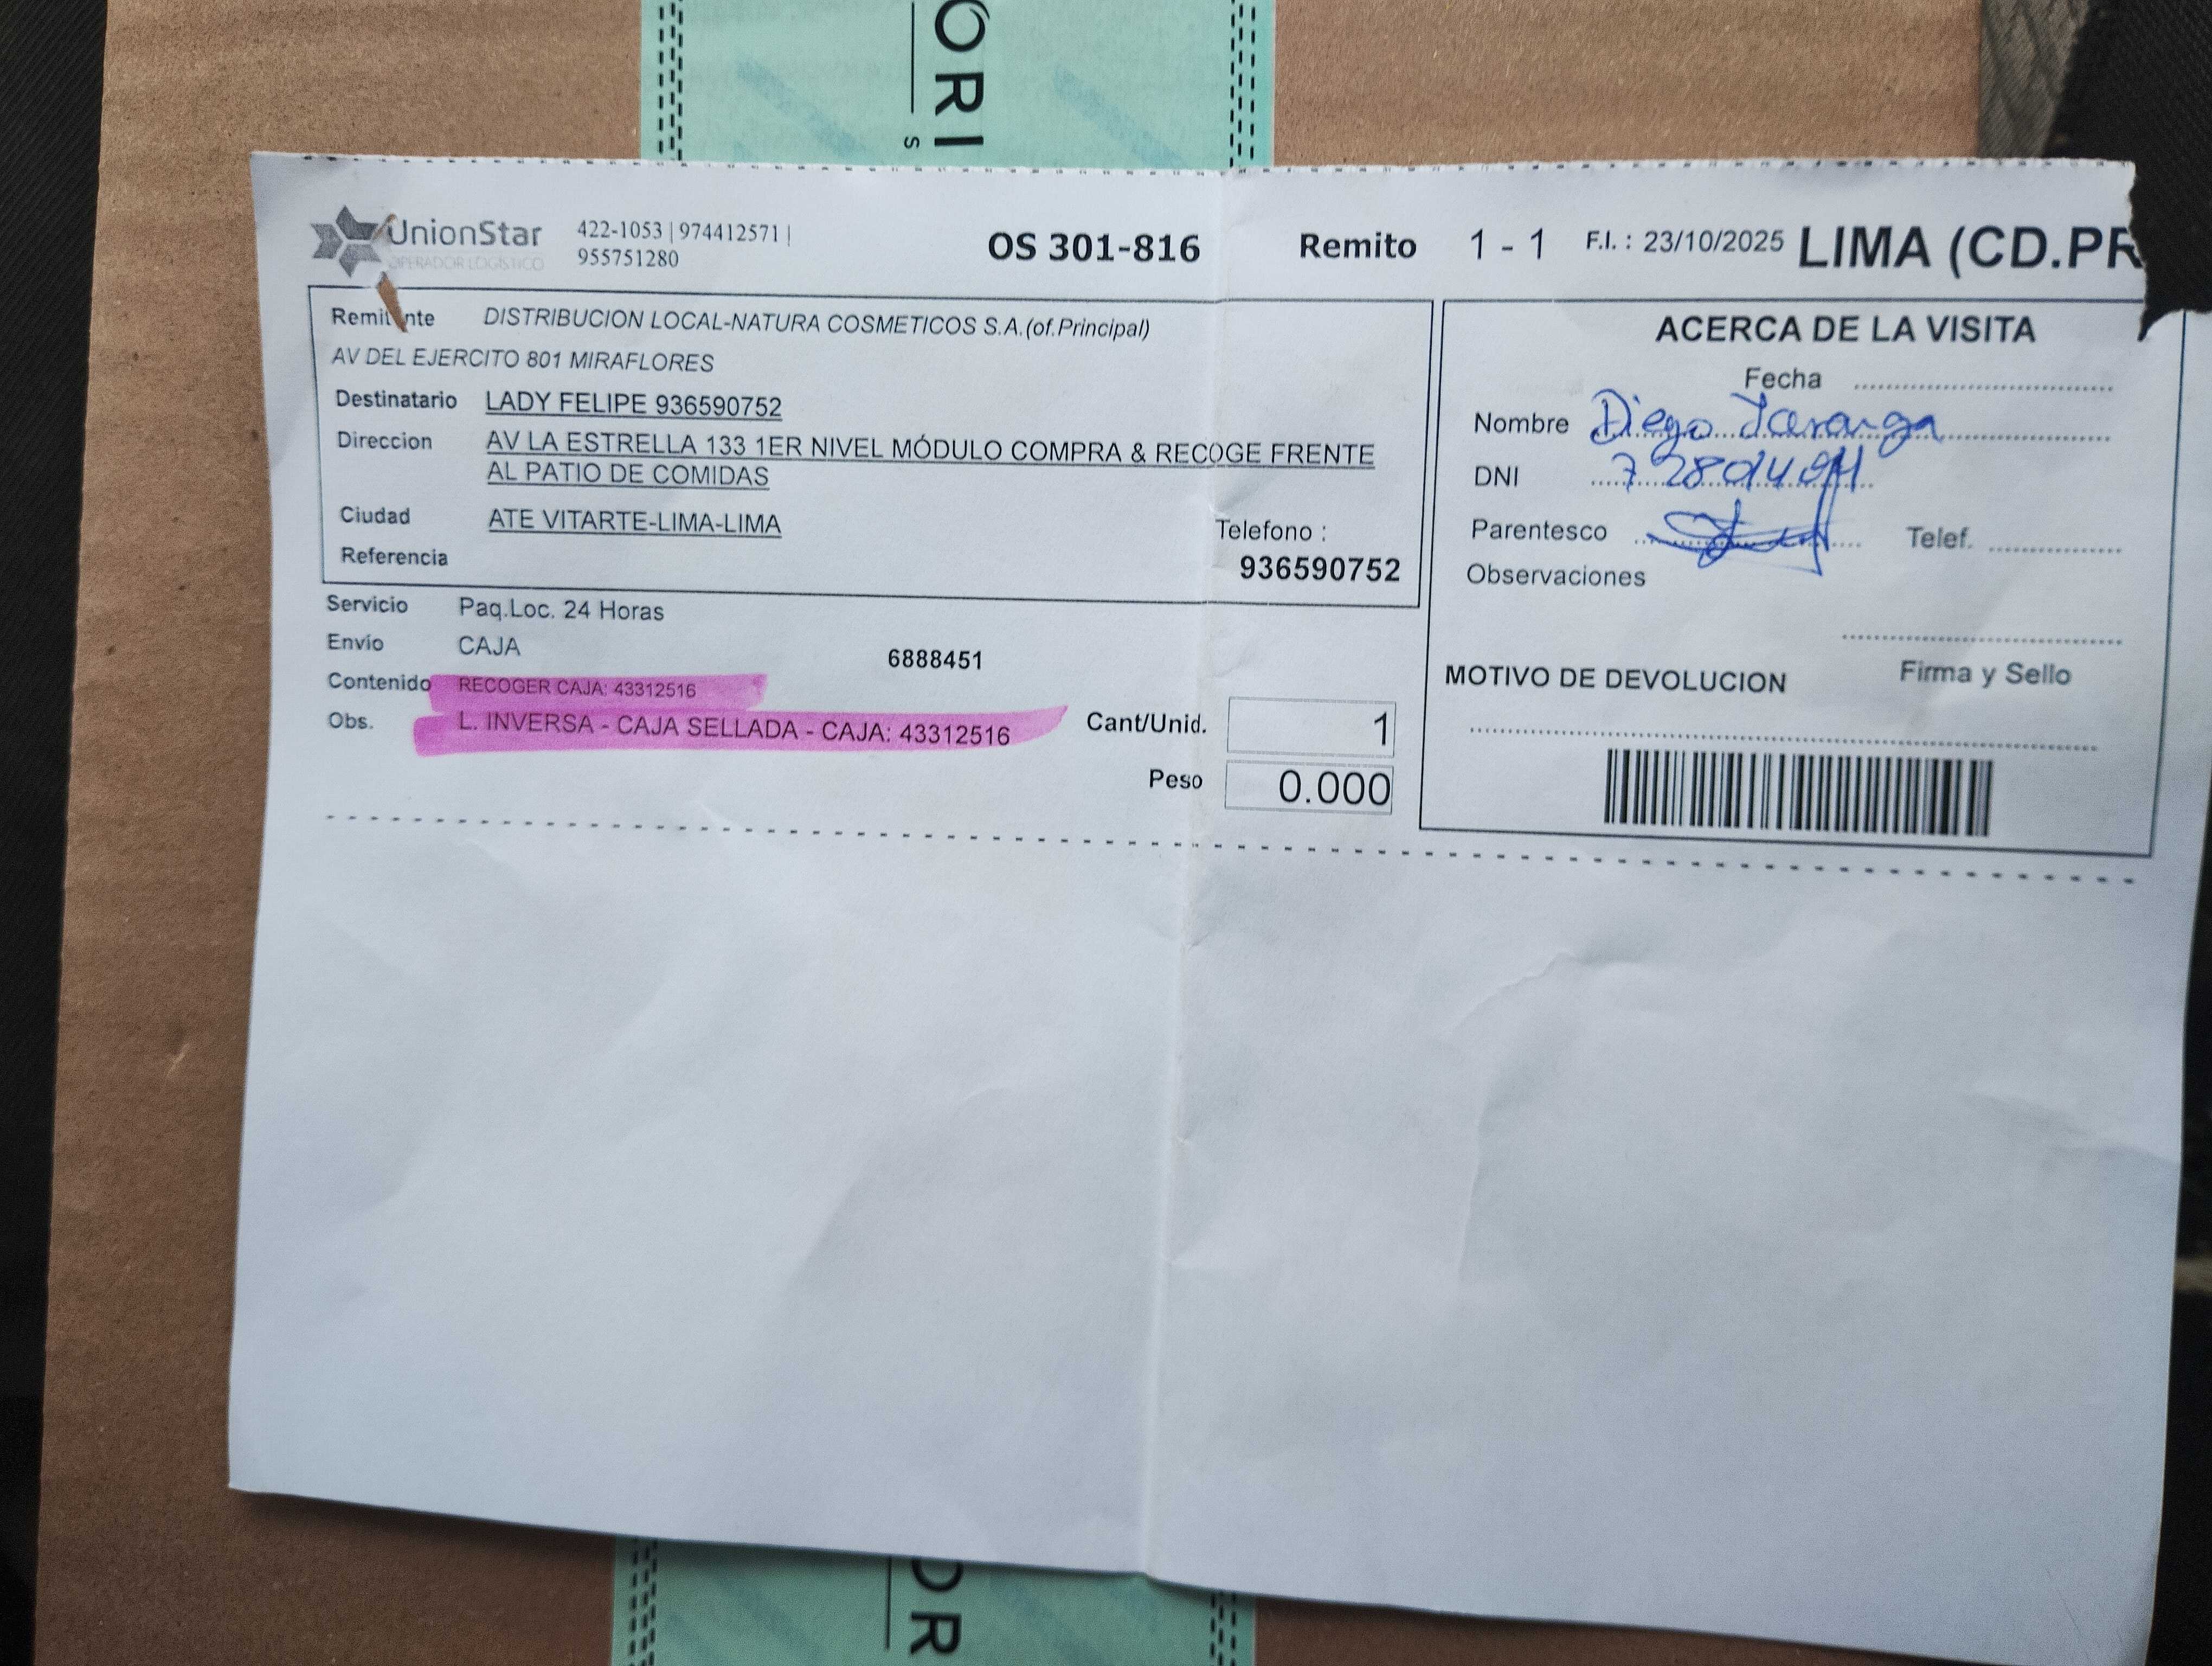 ORI
S
UnionStar
OPERADOR LOGÍSTICO
422-1053 | 974412571 |
955751280
OS 301-816
Remito 1 - 1
F.I. : 23/10/2025
LIMA (CD.PR
Remitente DISTRIBUCION LOCAL-NATURA COSMETICOS S.A.(of.Principal)
AV DEL EJERCITO 801 MIRAFLORES
Destinatario LADY FELIPE 936590752
Direccion AV LA ESTRELLA 133 1ER NIVEL MÓDULO COMPRA & RECOGE FRENTE
AL PATIO DE COMIDAS
Ciudad ATE VITARTE-LIMA-LIMA
Telefono :
Referencia
936590752
Servicio Paq.Loc. 24 Horas
Envío CAJA
6888451
Contenido RECOGER CAJA: 43312516
Obs. L. INVERSA - CAJA SELLADA - CAJA: 43312516
Cant/Unid. 1
Peso 0.000
ACERCA DE LA VISITA
Fecha
Nombre Diego
DNI
Parentesco
Telef.
Observaciones
Firma y Sello
MOTIVO DE DEVOLUCION
OR